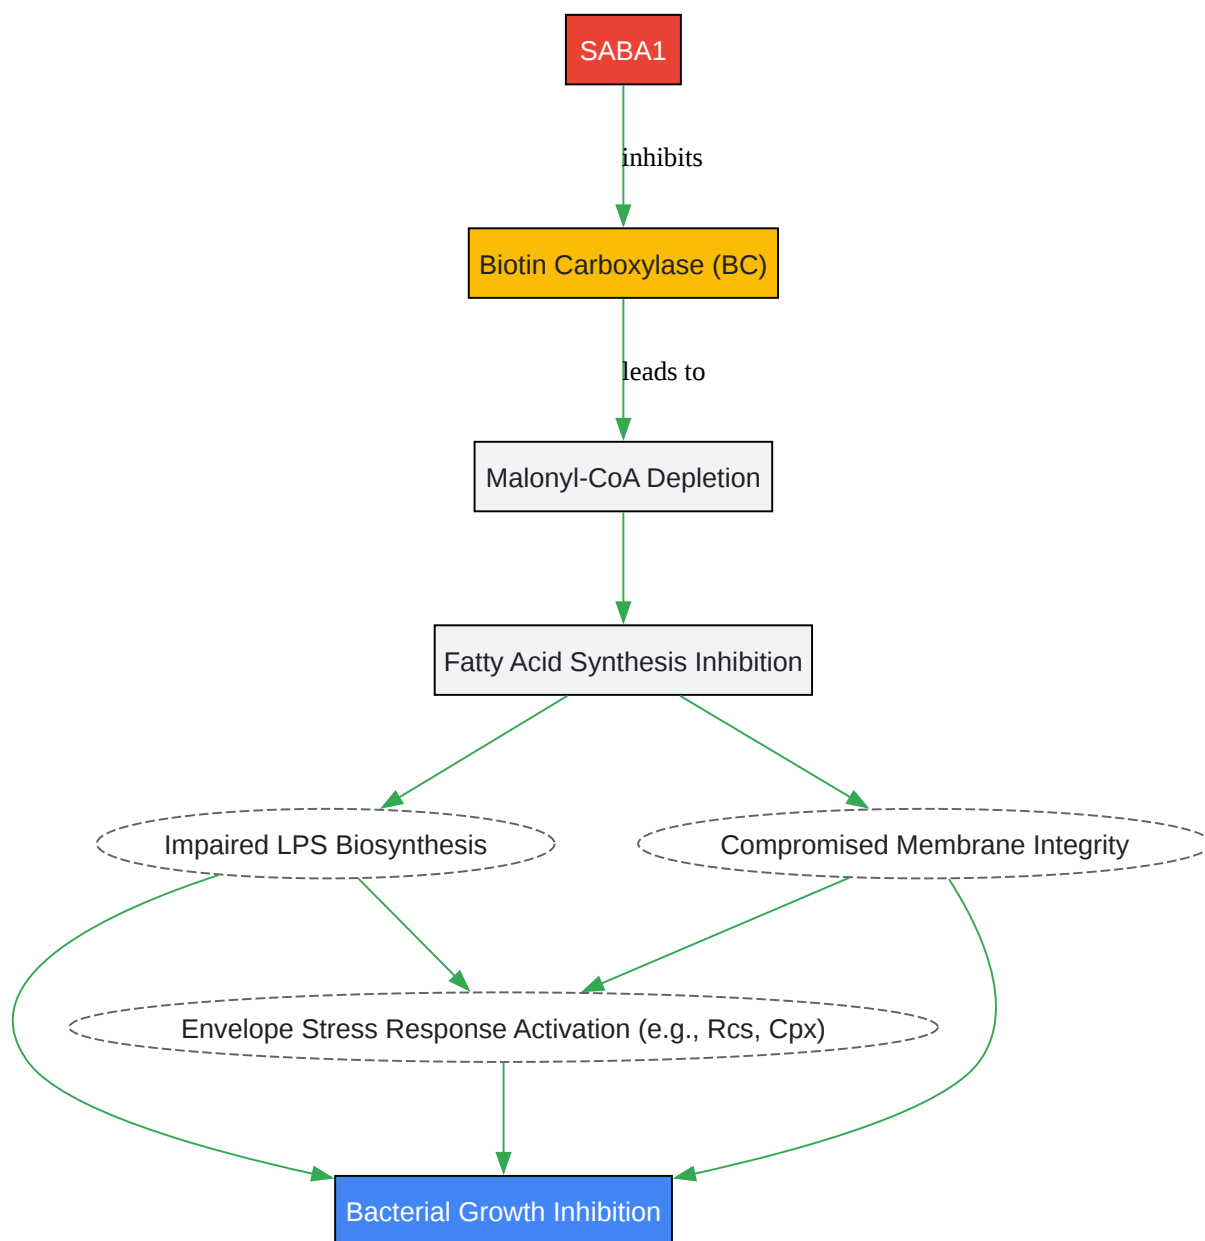 SABA1
inhibits
Biotin Carboxylase (BC)
leads to
Malonyl-CoA Depletion
Fatty Acid Synthesis Inhibition
Impaired LPS Biosynthesis
Compromised Membrane Integrity
Envelope Stress Response Activation (e.g., Rcs, Cpx)
Bacterial Growth Inhibition